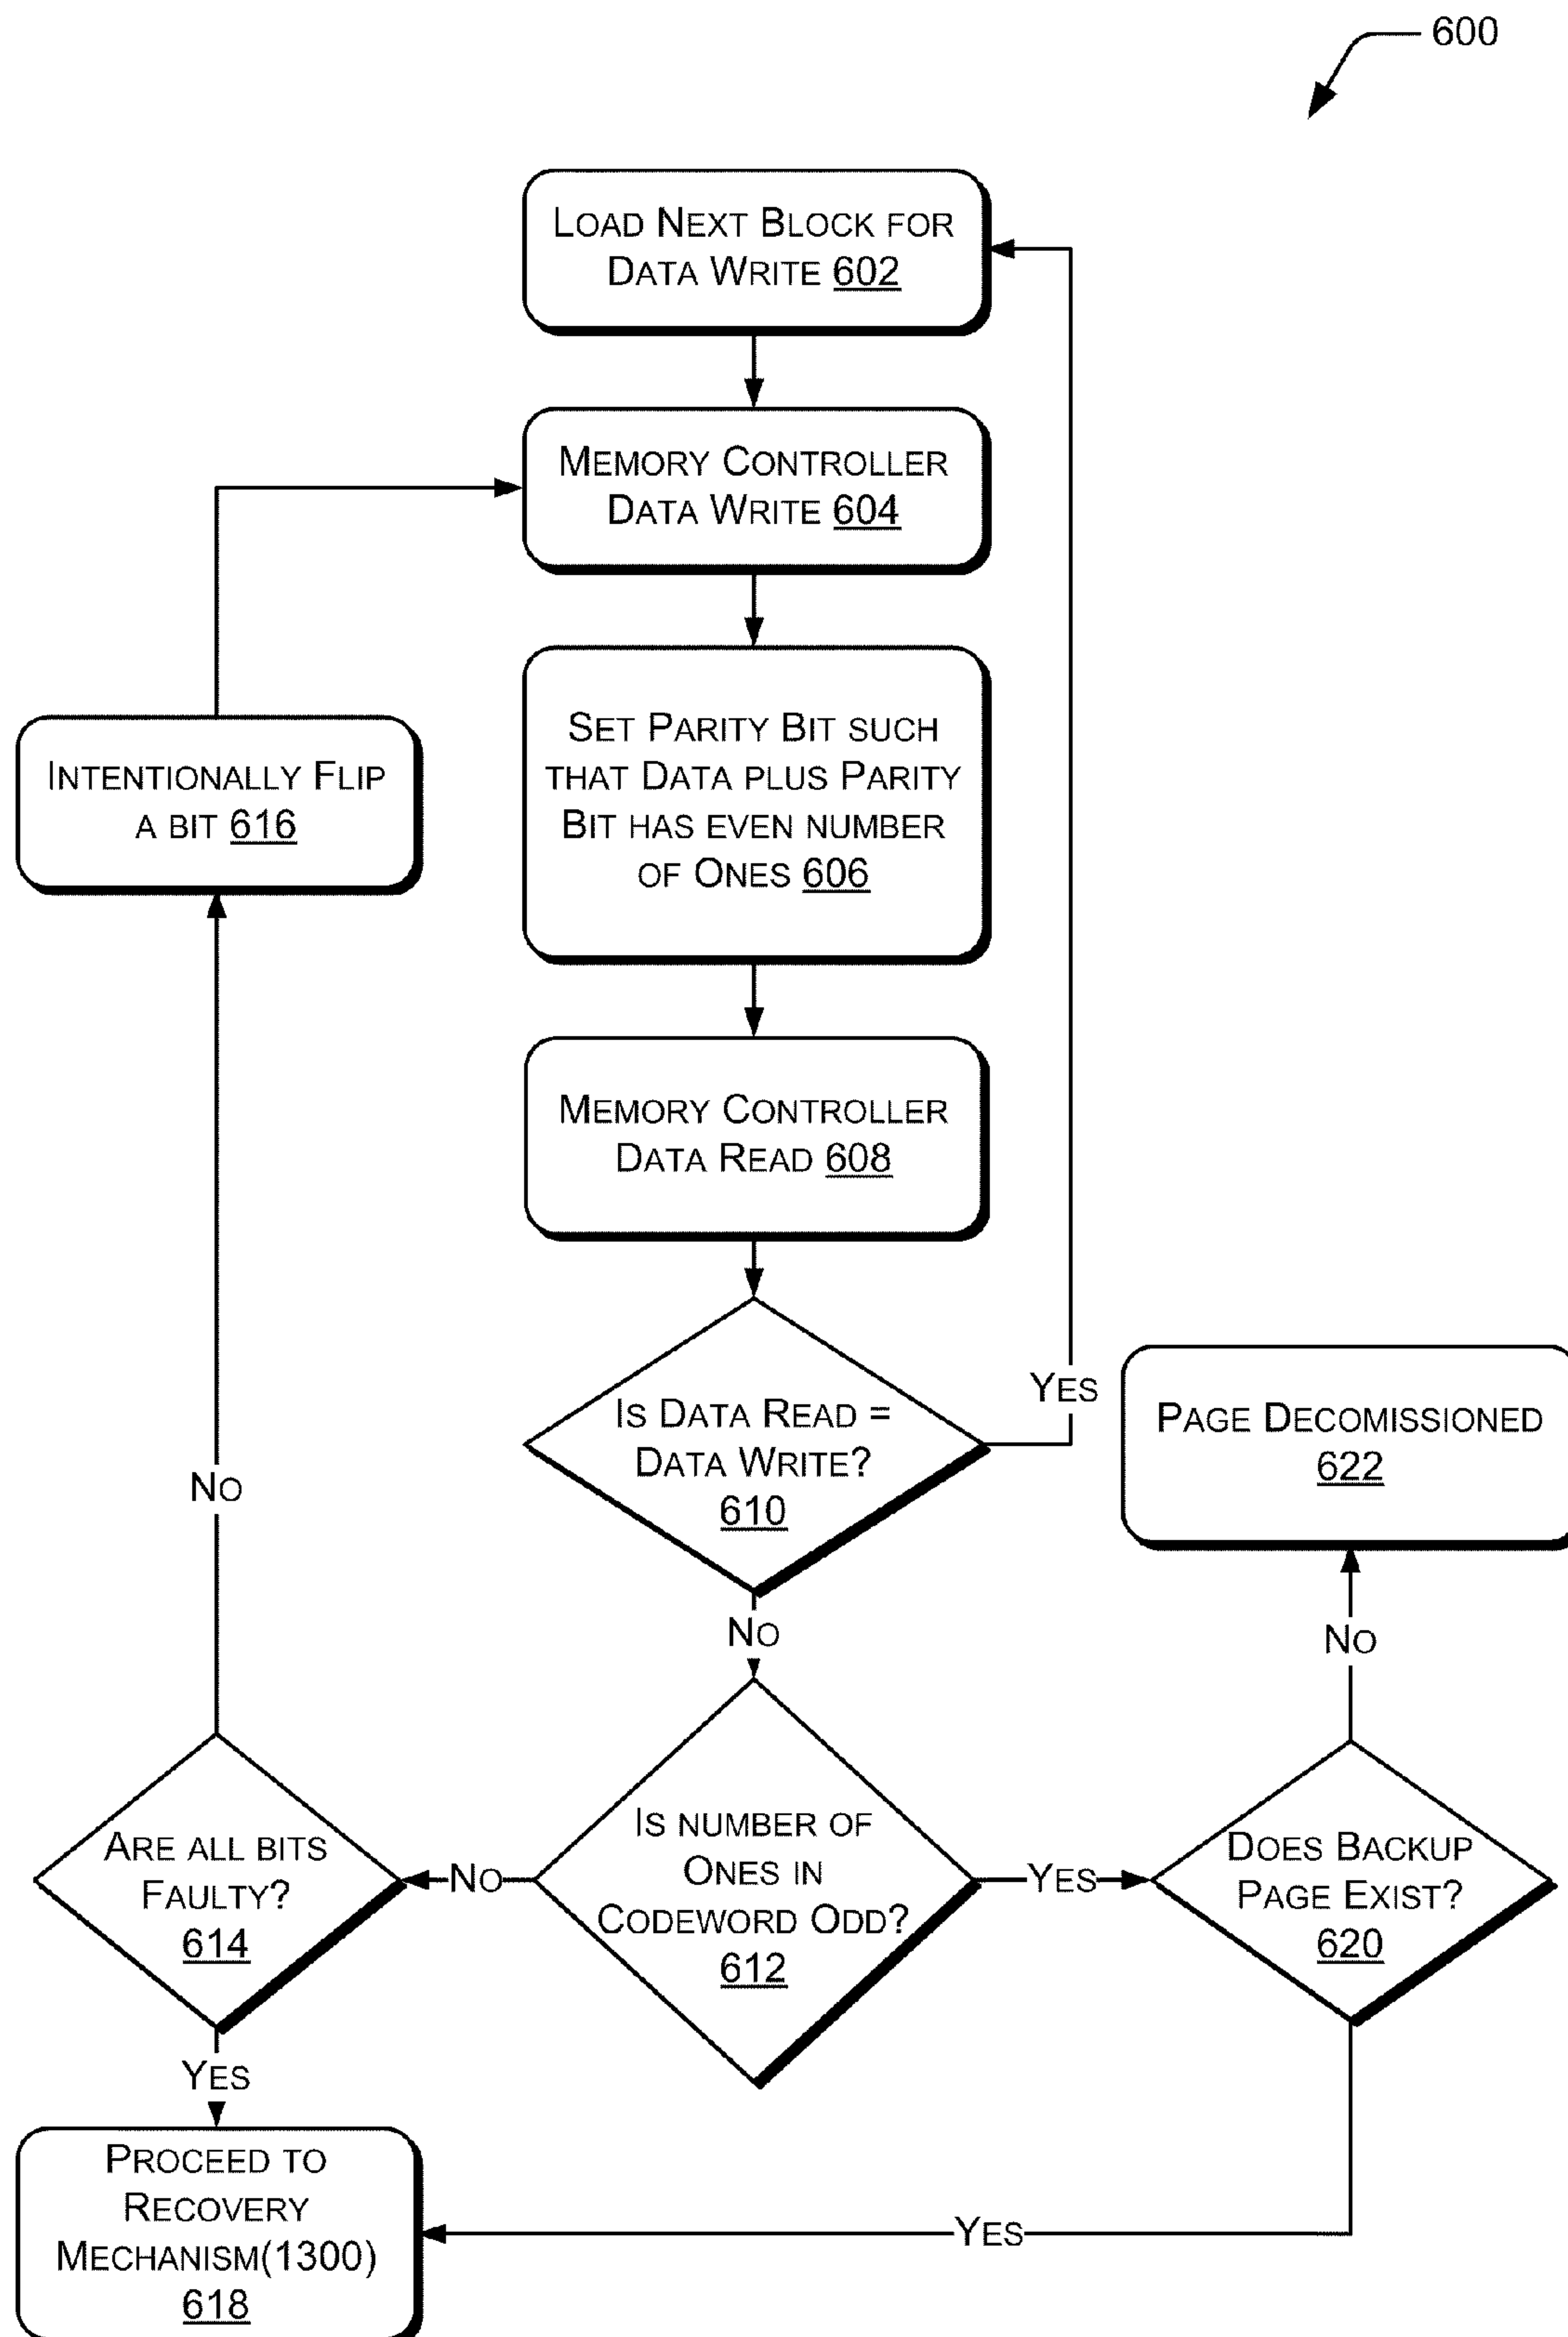 600
LOAD NEXT BLOCK FOR
DATA WRITE 602
MEMORY CONTROLLER
DATA WRITE 604
SET PARITY BIT SUCH
THAT DATA PLUS PARITY
BIT HAS EVEN NUMBER
OF ONES 606
INTENTIONALLY FLIP
A BIT 616
MEMORY CONTROLLER
DATA READ 608
IS DATA READ =
DATA WRITE?
610
YES
PAGE DECOMISSIONED
622
NO
NO
NO
ARE ALL BITS
FAULTY?
614
NO
IS NUMBER OF
ONES IN
CODEWORD ODD?
612
YES
DOES BACKUP
PAGE EXIST?
620
YES
PROCEED TO
RECOVERY
MECHANISM(1300)
618
YES